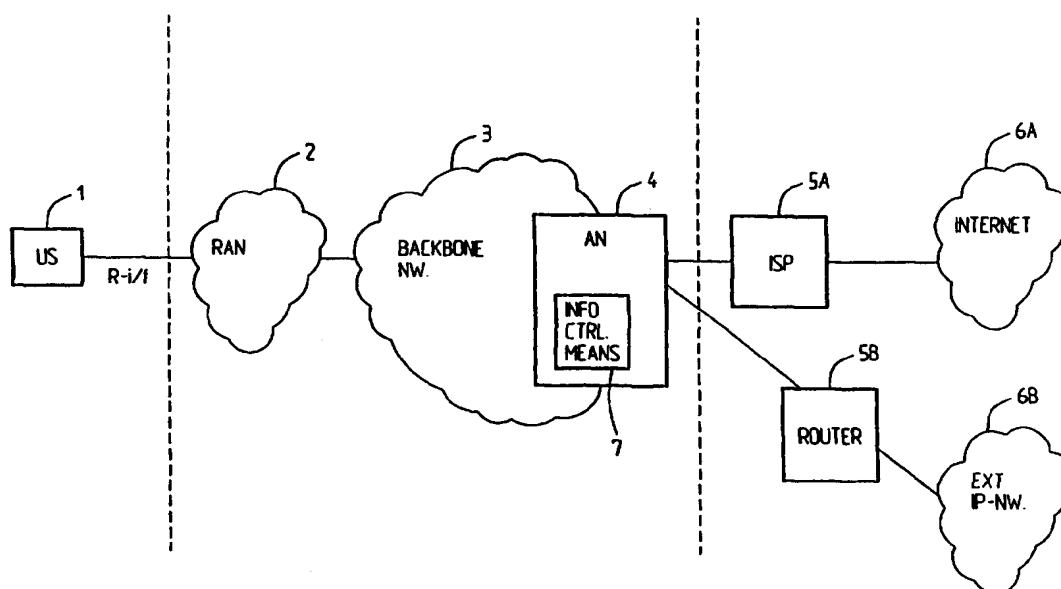 1
US
R-i/f
2
RAN
3
BACKBONE
NW.
4
AN
INFO
CTRL.
MEANS
7
5A
ISP
6A
INTERNET
5B
ROUTER
6B
EXT
IP-NW.